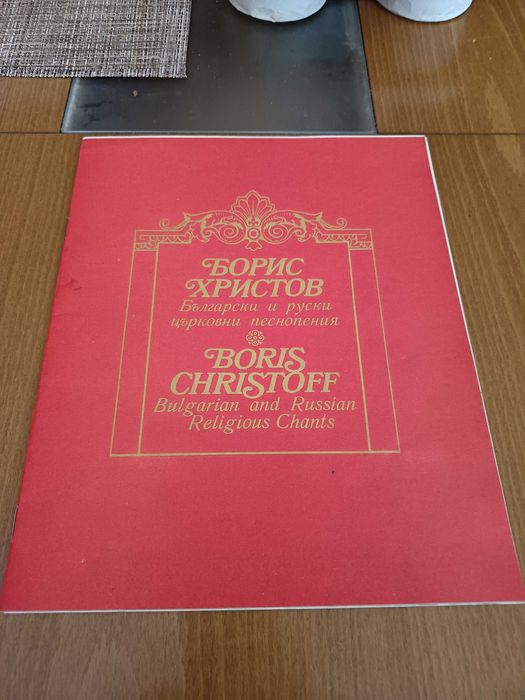 БОРИС
ХРИСТОВ
Български и руски
църковни песнопения
BORIS
CHRISTOFF
Bulgarian and Russian
Religious Chants